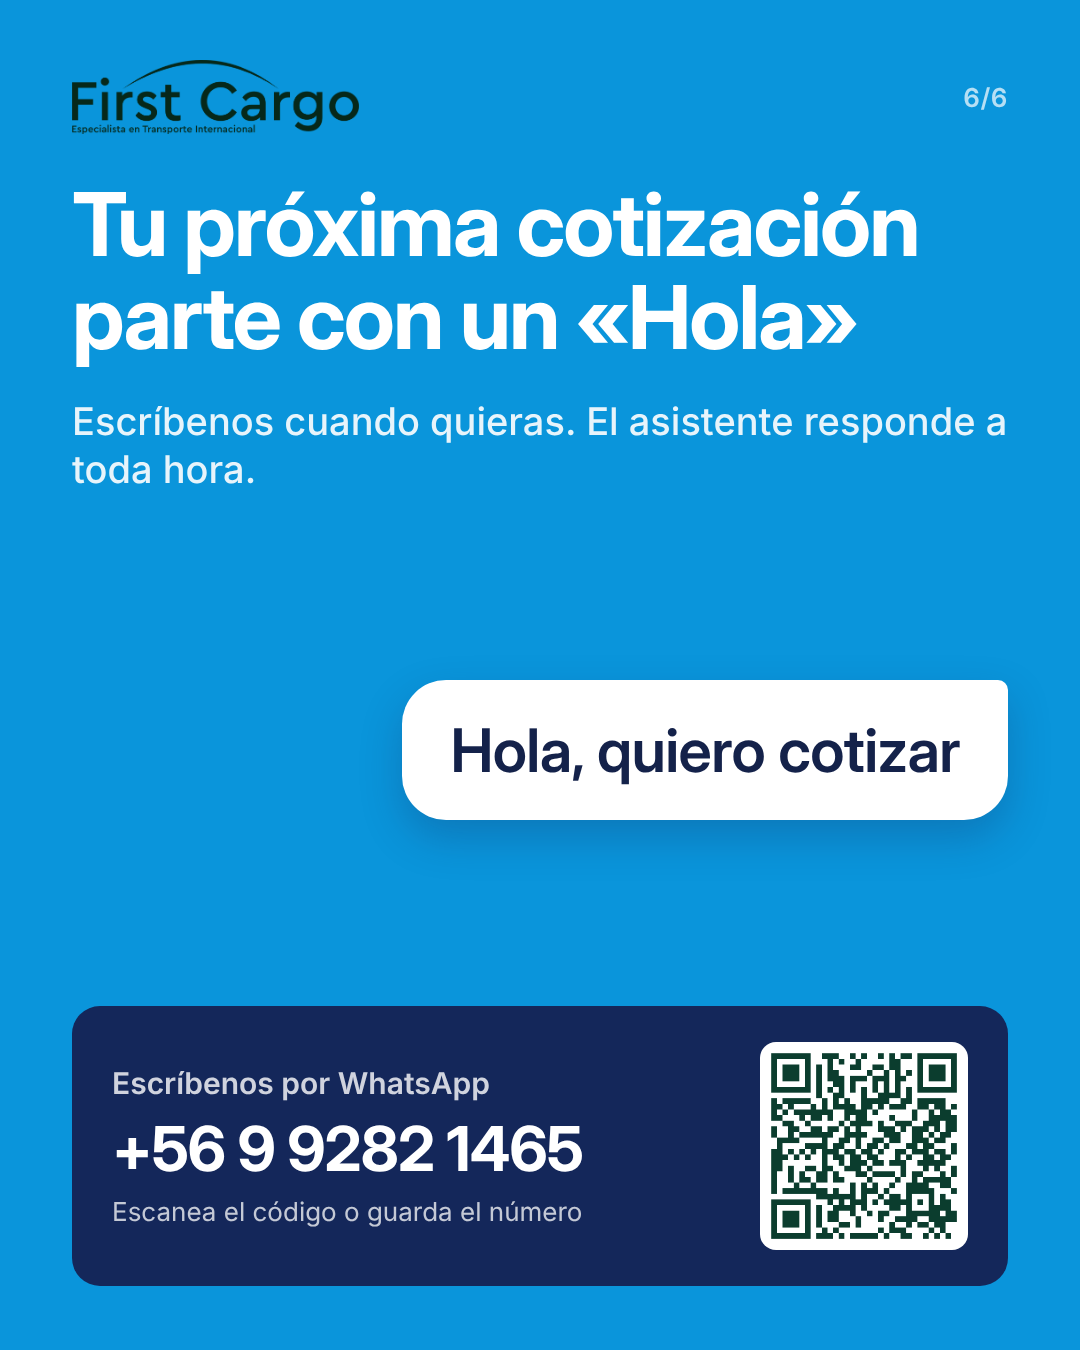 First Cargo
Especialista en Transporte Internacional
6/6
Tu próxima cotización
parte con un «Hola»
Escríbenos cuando quieras. El asistente responde a
toda hora.
Hola, quiero cotizar
Escríbenos por WhatsApp
+56 9 9282 1465
Escanea el código o guarda el número